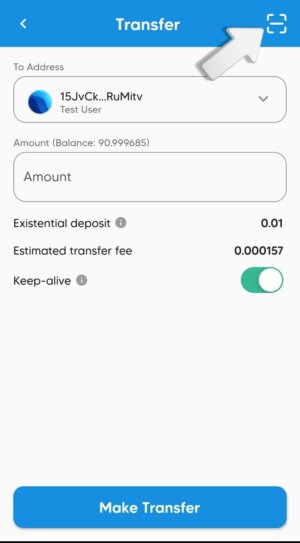 Transfer
To Address
15JvCk...RuMitv
Test User
Amount (Balance: 90.999685)
Amount
Existential deposit 0.01
Estimated transfer fee 0.000157
Keep-alive
Make Transfer